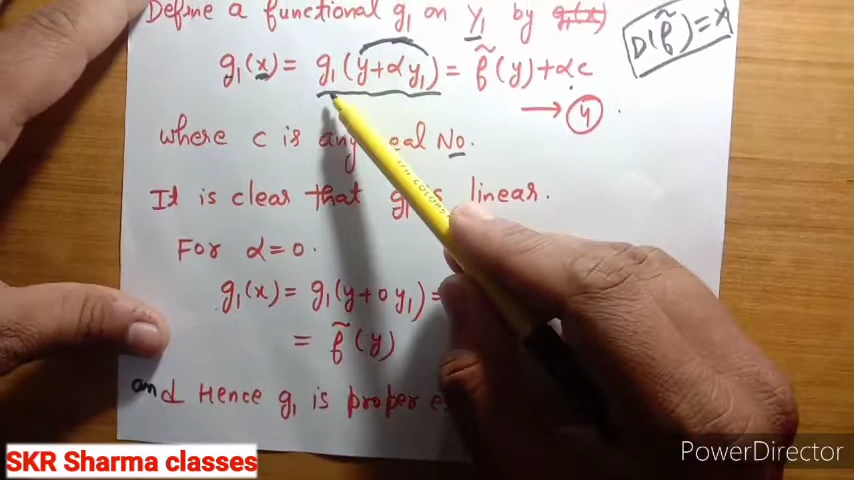 Define a functional g₁ on Y₁ by
D(f̃) = X
g₁(x) = g₁(y+αy₁) = f̃(y)+αc
→ (4)
where c is any real No.
It is clear that g₁ is linear.
For α=0.
g₁(x) = g₁(y+0y₁) =
= f̃(y)
and Hence g₁ is proper
SKR Sharma classes
PowerDirector